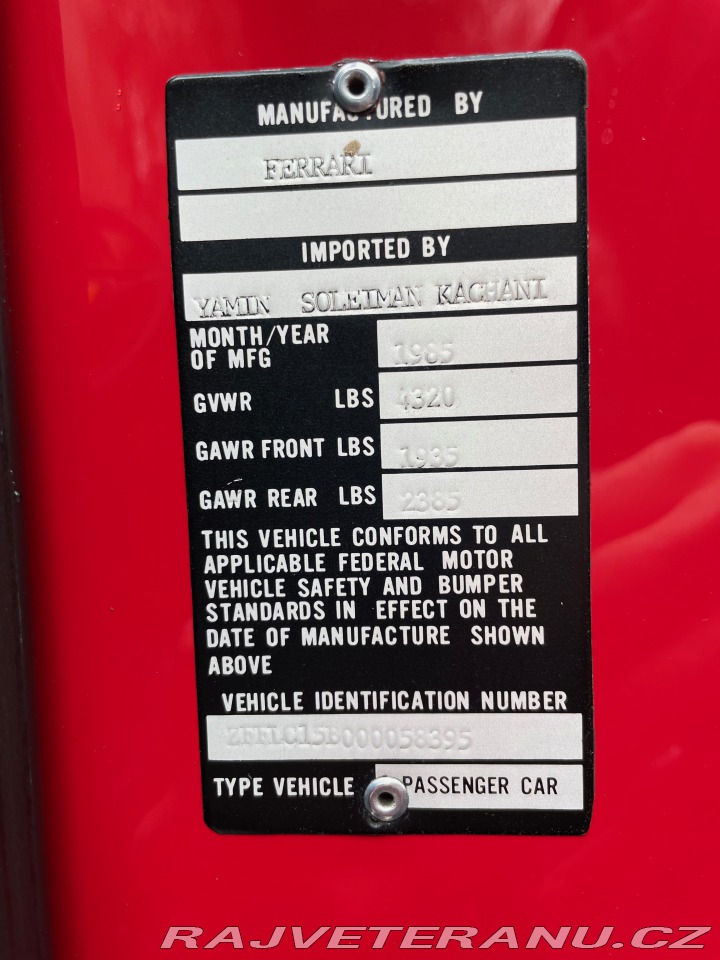 MANUFACTURED BY
FERRARI
IMPORTED BY
YAMIN SOLEIMAN KACHANI
MONTH/YEAR
OF MFG 1985
GVWR LBS 4320
GAWR FRONT LBS 1935
GAWR REAR LBS 2385
THIS VEHICLE CONFORMS TO ALL
APPLICABLE FEDERAL MOTOR
VEHICLE SAFETY AND BUMPER
STANDARDS IN EFFECT ON THE
DATE OF MANUFACTURE SHOWN
ABOVE
VEHICLE IDENTIFICATION NUMBER
ZFFLC15B000058395
TYPE VEHICLE PASSENGER CAR
RAJVETERANU.CZ